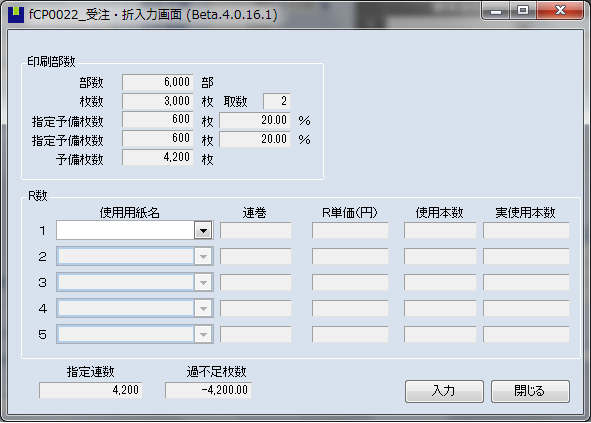 fCP0022_受注・折入力画面 (Beta.4.0.16.1)
印刷部数
部数 6,000 部
枚数 3,000 枚 取数 2
指定予備枚数 600 枚 20.00 %
指定予備枚数 600 枚 20.00 %
予備枚数 4,200 枚
R数
使用用紙名 連巻 R単価(円) 使用本数 実使用本数
1
2
3
4
5
指定連数 過不足枚数
4,200 -4,200.00 入力 閉じる